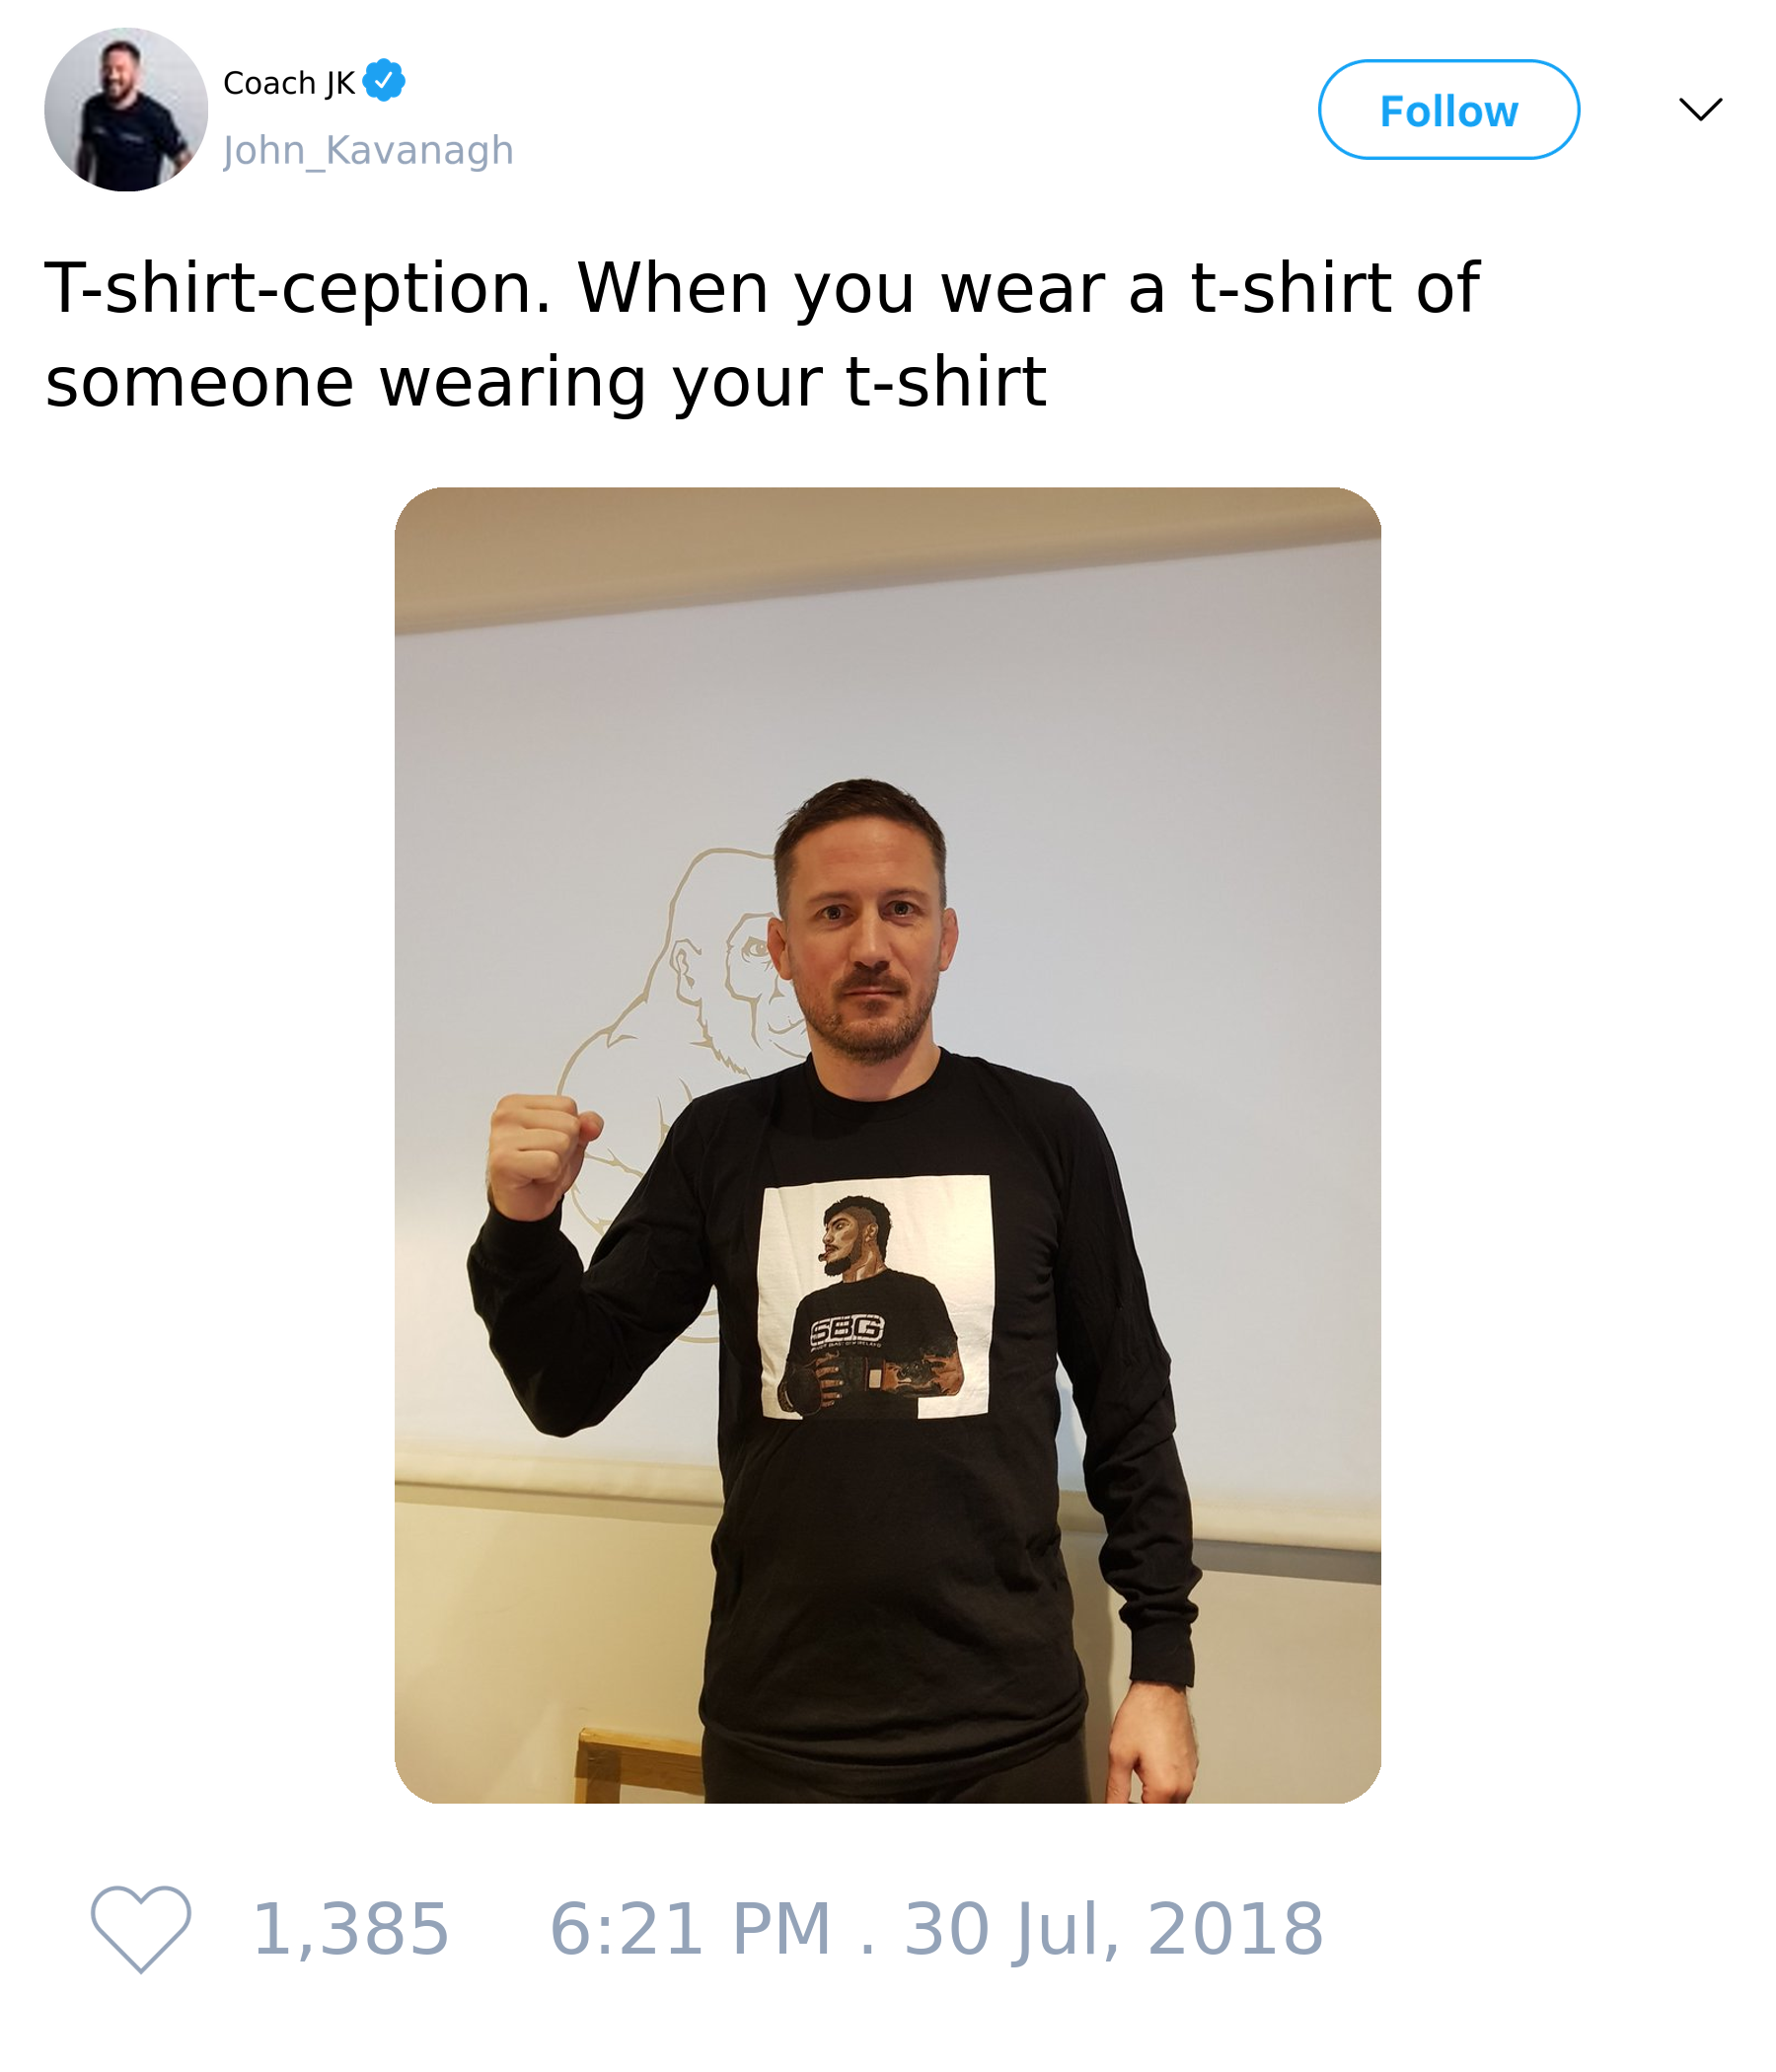 Coach JK
John_Kavanagh
Follow
T-shirt-ception. When you wear a t-shirt of
someone wearing your t-shirt
SBG
1,385 6:21 PM . 30 Jul, 2018